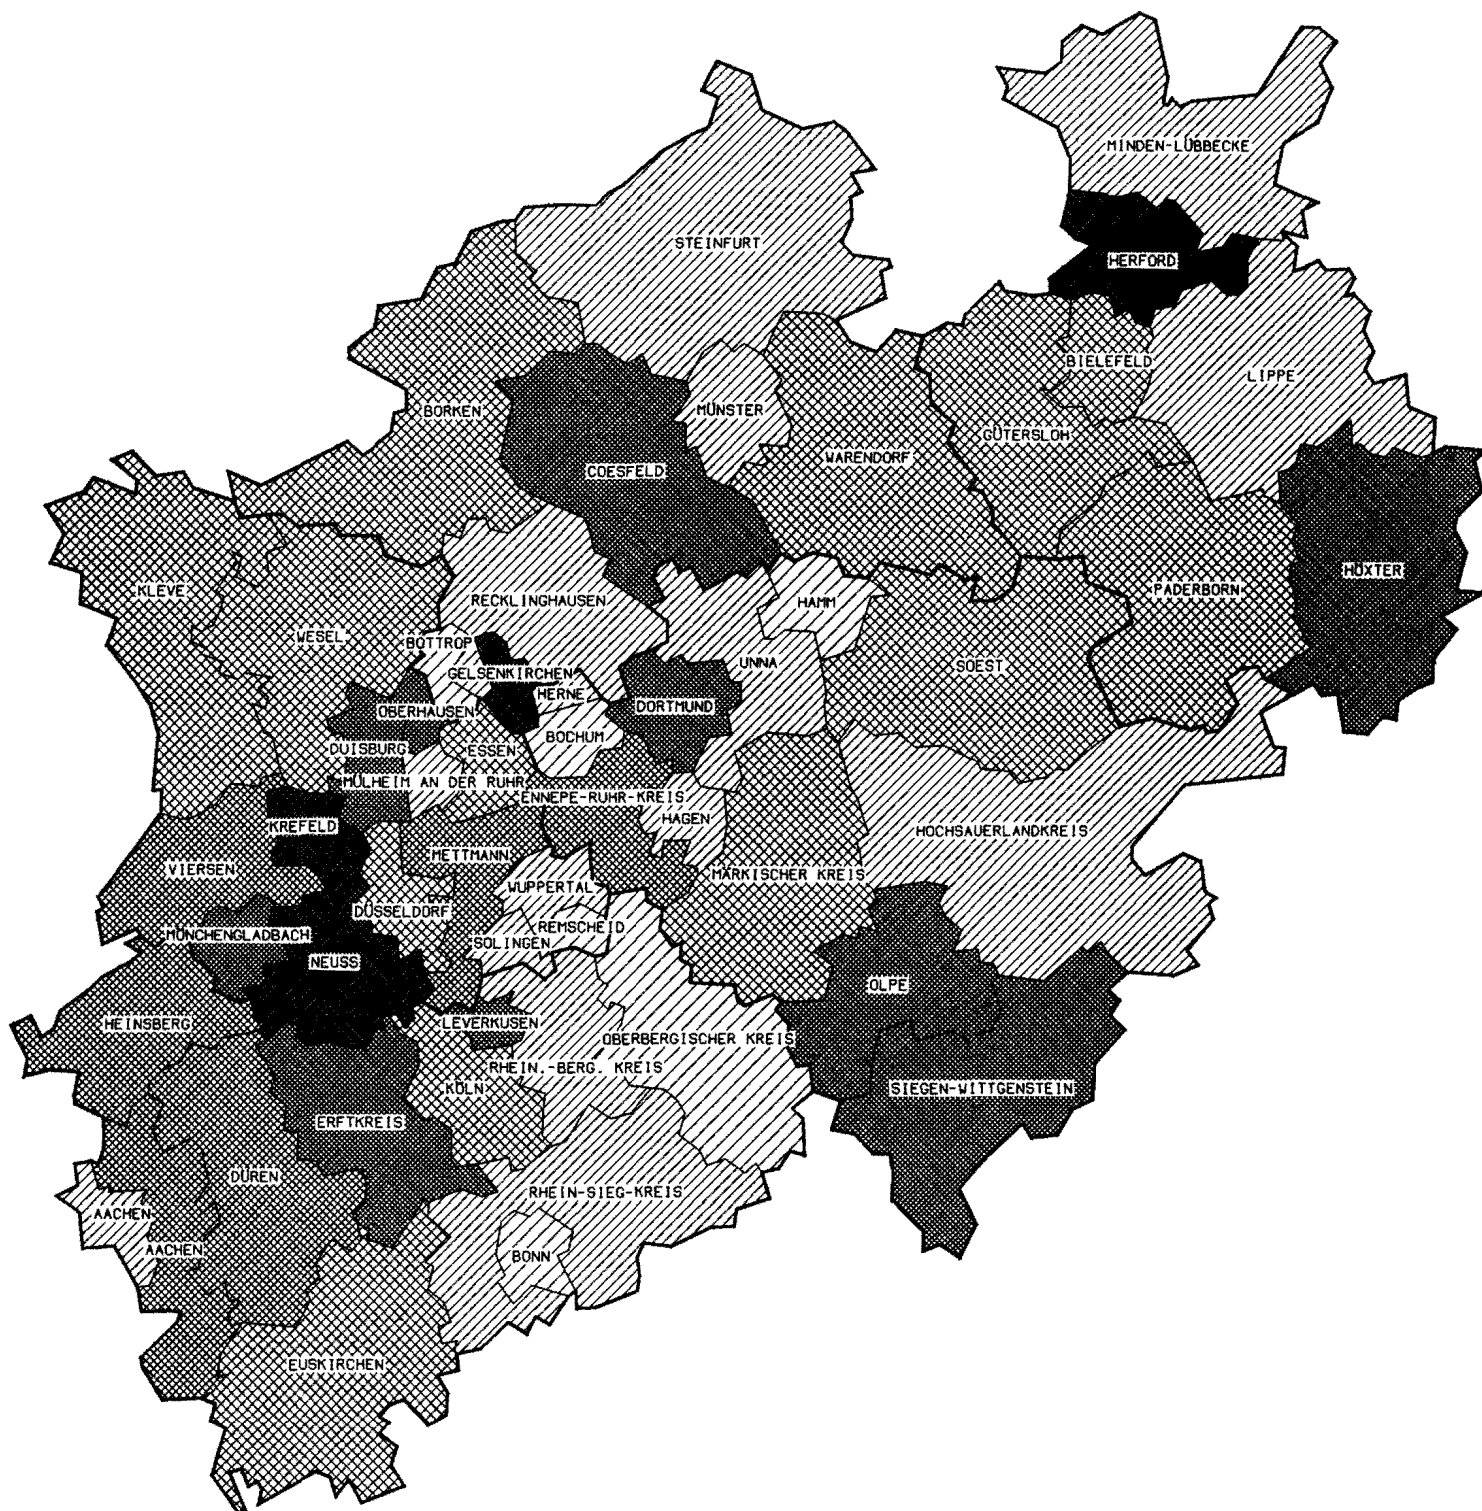 MINDEN-LÜBBECKE
STEINFURT
HERFORD
BIELEFELD
LIPPE
BORKEN
MÜNSTER
GÜTERSLOH
WARENDORF
COESFELD
HÖXTER
KLEVE
PADERBORN
RECKLINGHAUSEN
HAMM
WESEL
BOTTROP
UNNA
SOEST
GELSENKIRCHEN
HERNE
OBERHAUSEN
DORTMUND
DUISBURG
ESSEN
BOCHUM
MÜLHEIM AN DER RUHR
ENNEPE-RUHR-KREIS
KREFELD
HAGEN
HOCHSAUERLANDKREIS
METTMANN
VIERSEN
MÄRKISCHER KREIS
WUPPERTAL
DÜSSELDORF
REMSCHEID
MÖNCHENGLADBACH
SOLINGEN
NEUSS
OLPE
HEINSBERG
LEVERKUSEN
OBERBERGISCHER KREIS
RHEIN.-BERG. KREIS
KÖLN
SIEGEN-WITTGENSTEIN
ERFTKREIS
DÜREN
RHEIN-SIEG-KREIS
AACHEN
AACHEN
BONN
EUSKIRCHEN